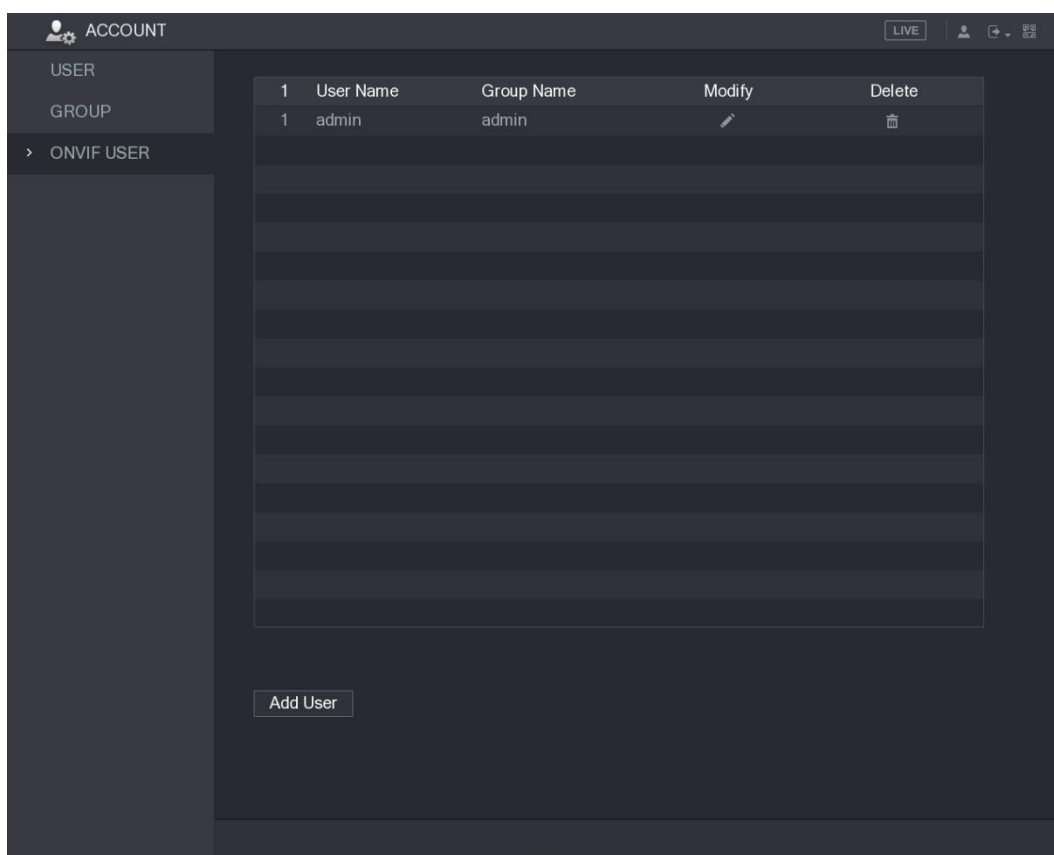 ACCOUNT LIVE
USER
GROUP
ONVIF USER
1 User Name Group Name Modify Delete
1 admin admin
Add User